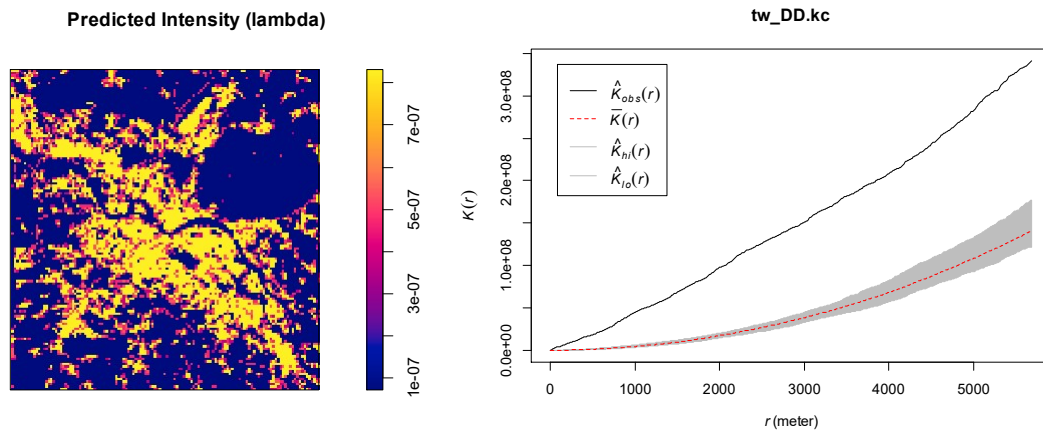 Predicted Intensity (lambda)
7e-07
5e-07
3e-07
1e-07
tw_DD.kc
K̂obs(r)
K̄(r)
K̂hi(r)
K̂lo(r)
K(r)
3.0e+08
2.0e+08
1.0e+08
0.0e+00
0 1000 2000 3000 4000 5000
r (meter)